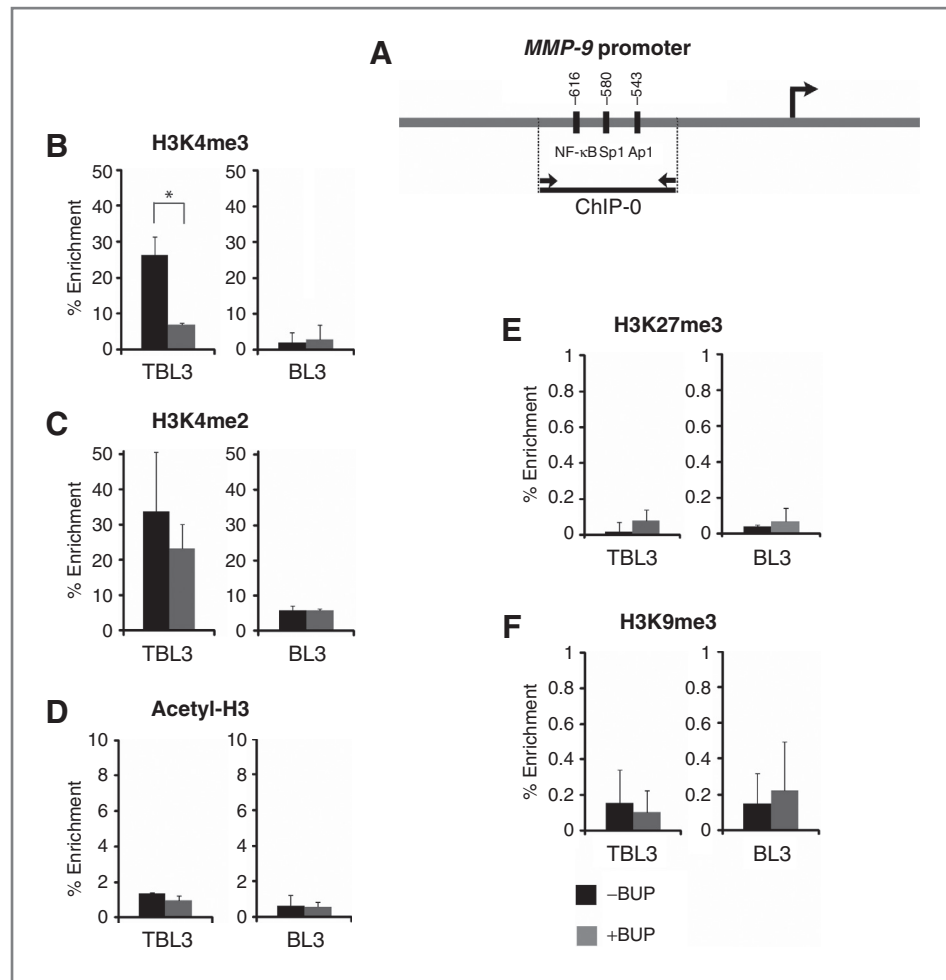 A
MMP-9 promoter
–616
–580
–543
NF-κB Sp1 Ap1
ChIP-0
B
H3K4me3
% Enrichment
50
40
30
20
10
0
TBL3
*
50
40
30
20
10
0
BL3
C
H3K4me2
% Enrichment
50
40
30
20
10
0
TBL3
50
40
30
20
10
0
BL3
D
Acetyl-H3
% Enrichment
10
8
6
4
2
0
TBL3
10
8
6
4
2
0
BL3
E
H3K27me3
% Enrichment
1
0.8
0.6
0.4
0.2
0
TBL3
1
0.8
0.6
0.4
0.2
0
BL3
F
H3K9me3
% Enrichment
1
0.8
0.6
0.4
0.2
0
TBL3
1
0.8
0.6
0.4
0.2
0
BL3
–BUP
+BUP